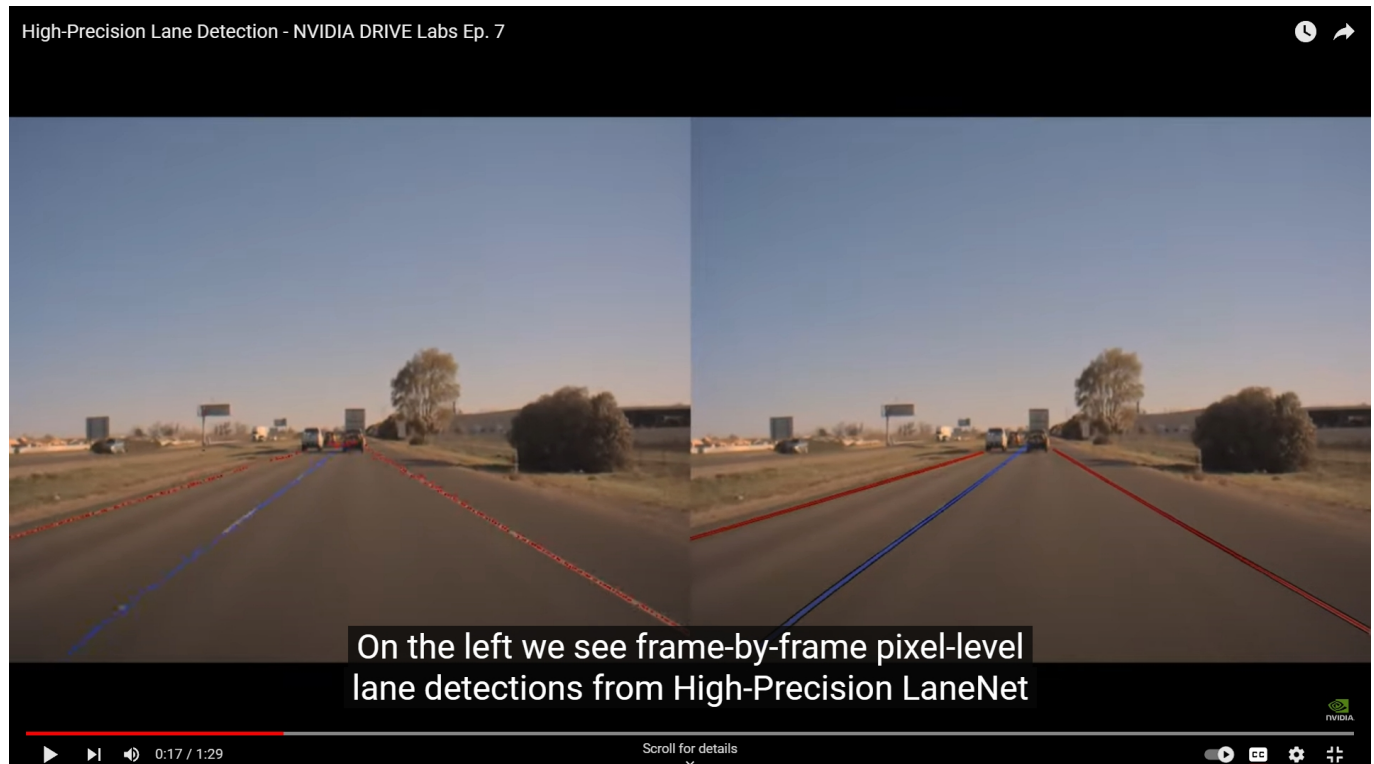 High-Precision Lane Detection - NVIDIA DRIVE Labs Ep. 7
On the left we see frame-by-frame pixel-level
lane detections from High-Precision LaneNet
NVIDIA
0:17 / 1:29
Scroll for details
CC